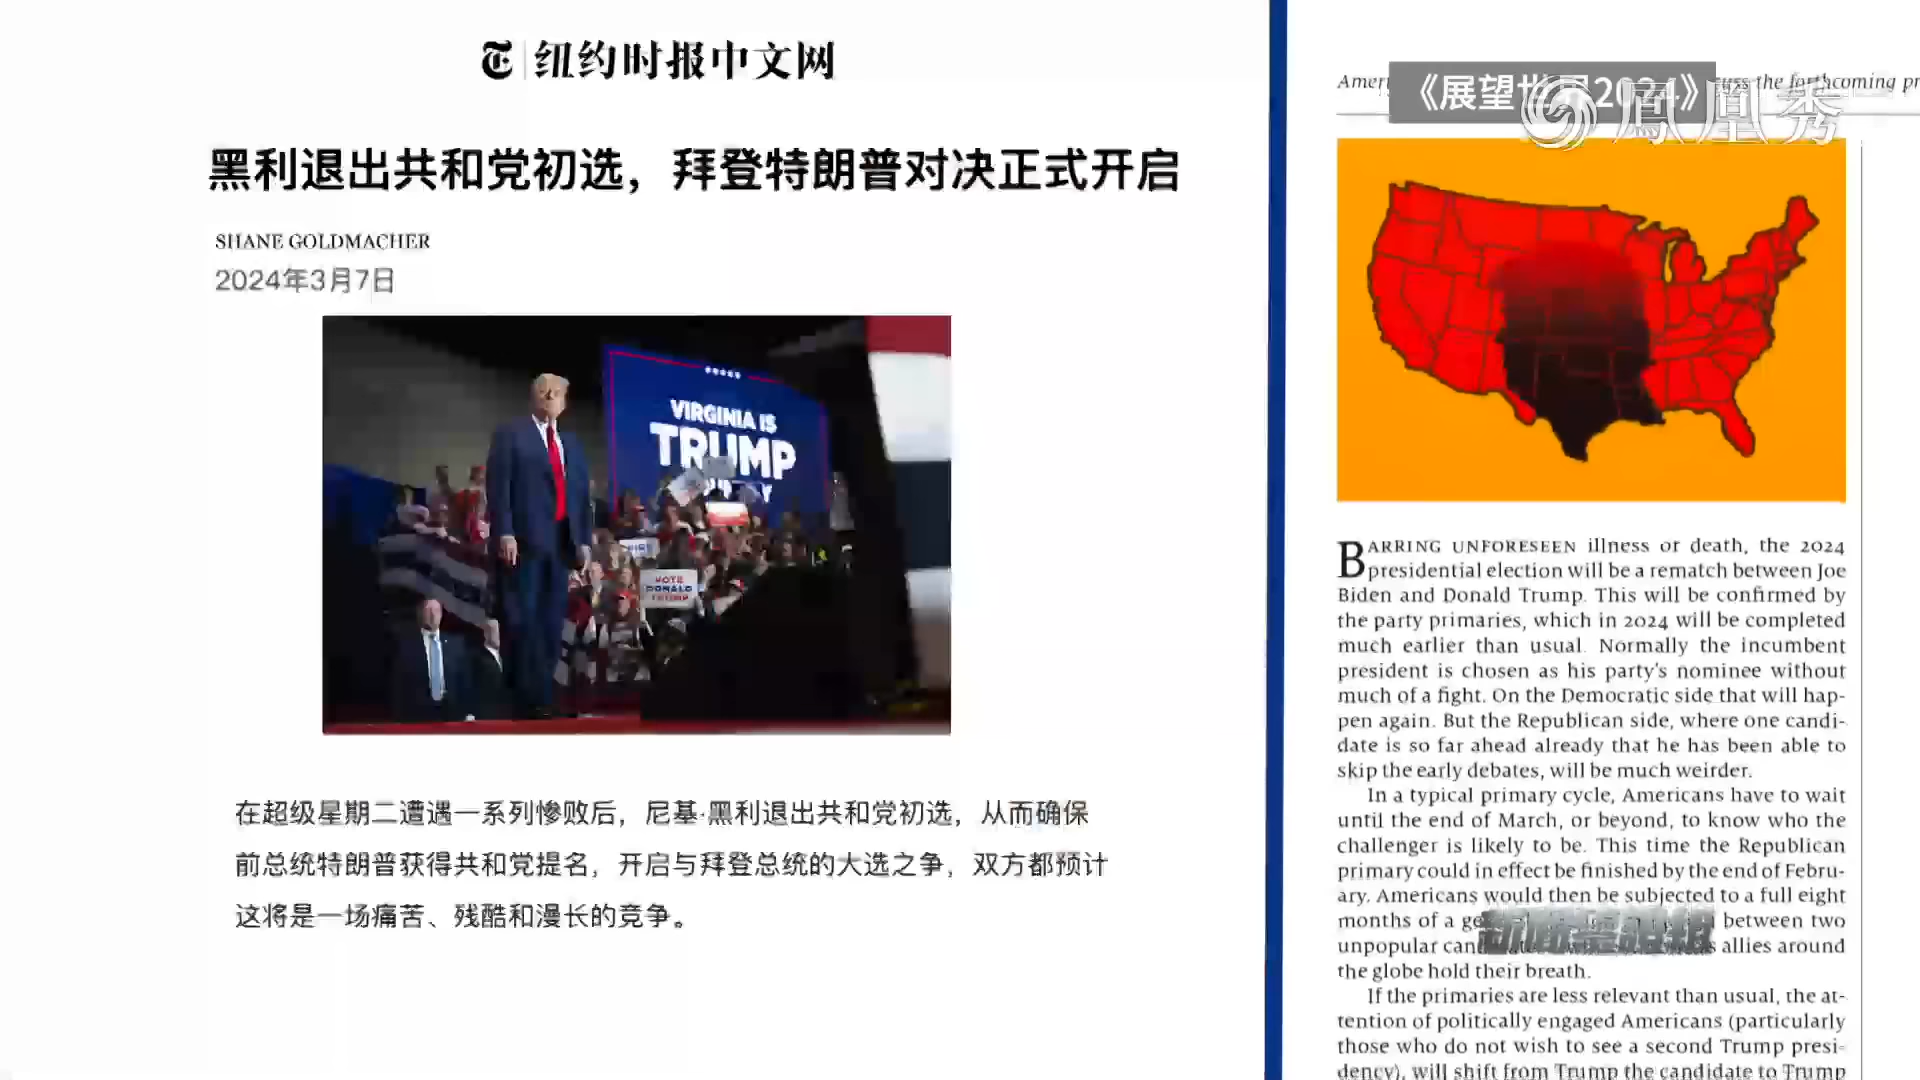 纽约时报中文网
黑利退出共和党初选，拜登特朗普对决正式开启
SHANE GOLDMACHER
2024年3月7日
VIRGINIA IS
TRUMP
VOTE
DONALD
TRUMP
在超级星期二遭遇一系列惨败后，尼基·黑利退出共和党初选，从而确保
前总统特朗普获得共和党提名，开启与拜登总统的大选之争，双方都预计
这将是一场痛苦、残酷和漫长的竞争。
the forthcoming
《展望世界2024》
鳳凰秀
BARRING UNFORESEEN illness or death, the 2024
presidential election will be a rematch between Joe
Biden and Donald Trump. This will be confirmed by
the party primaries, which in 2024 will be completed
much earlier than usual. Normally the incumbent
president is chosen as his party's nominee without
much of a fight. On the Democratic side that will hap-
pen again. But the Republican side, where one candi-
date is so far ahead already that he has been able to
skip the early debates, will be much weirder.
In a typical primary cycle, Americans have to wait
until the end of March, or beyond, to know who the
challenger is likely to be. This time the Republican
primary could in effect be finished by the end of Febru-
ary. Americans would then be subjected to a full eight
months of a between two
unpopular allies around
the globe hold their breath.
If the primaries are less relevant than usual, the at-
tention of politically engaged Americans (particularly
those who do not wish to see a second Trump presi-
dency), will shift from Trump the candidate to Trump